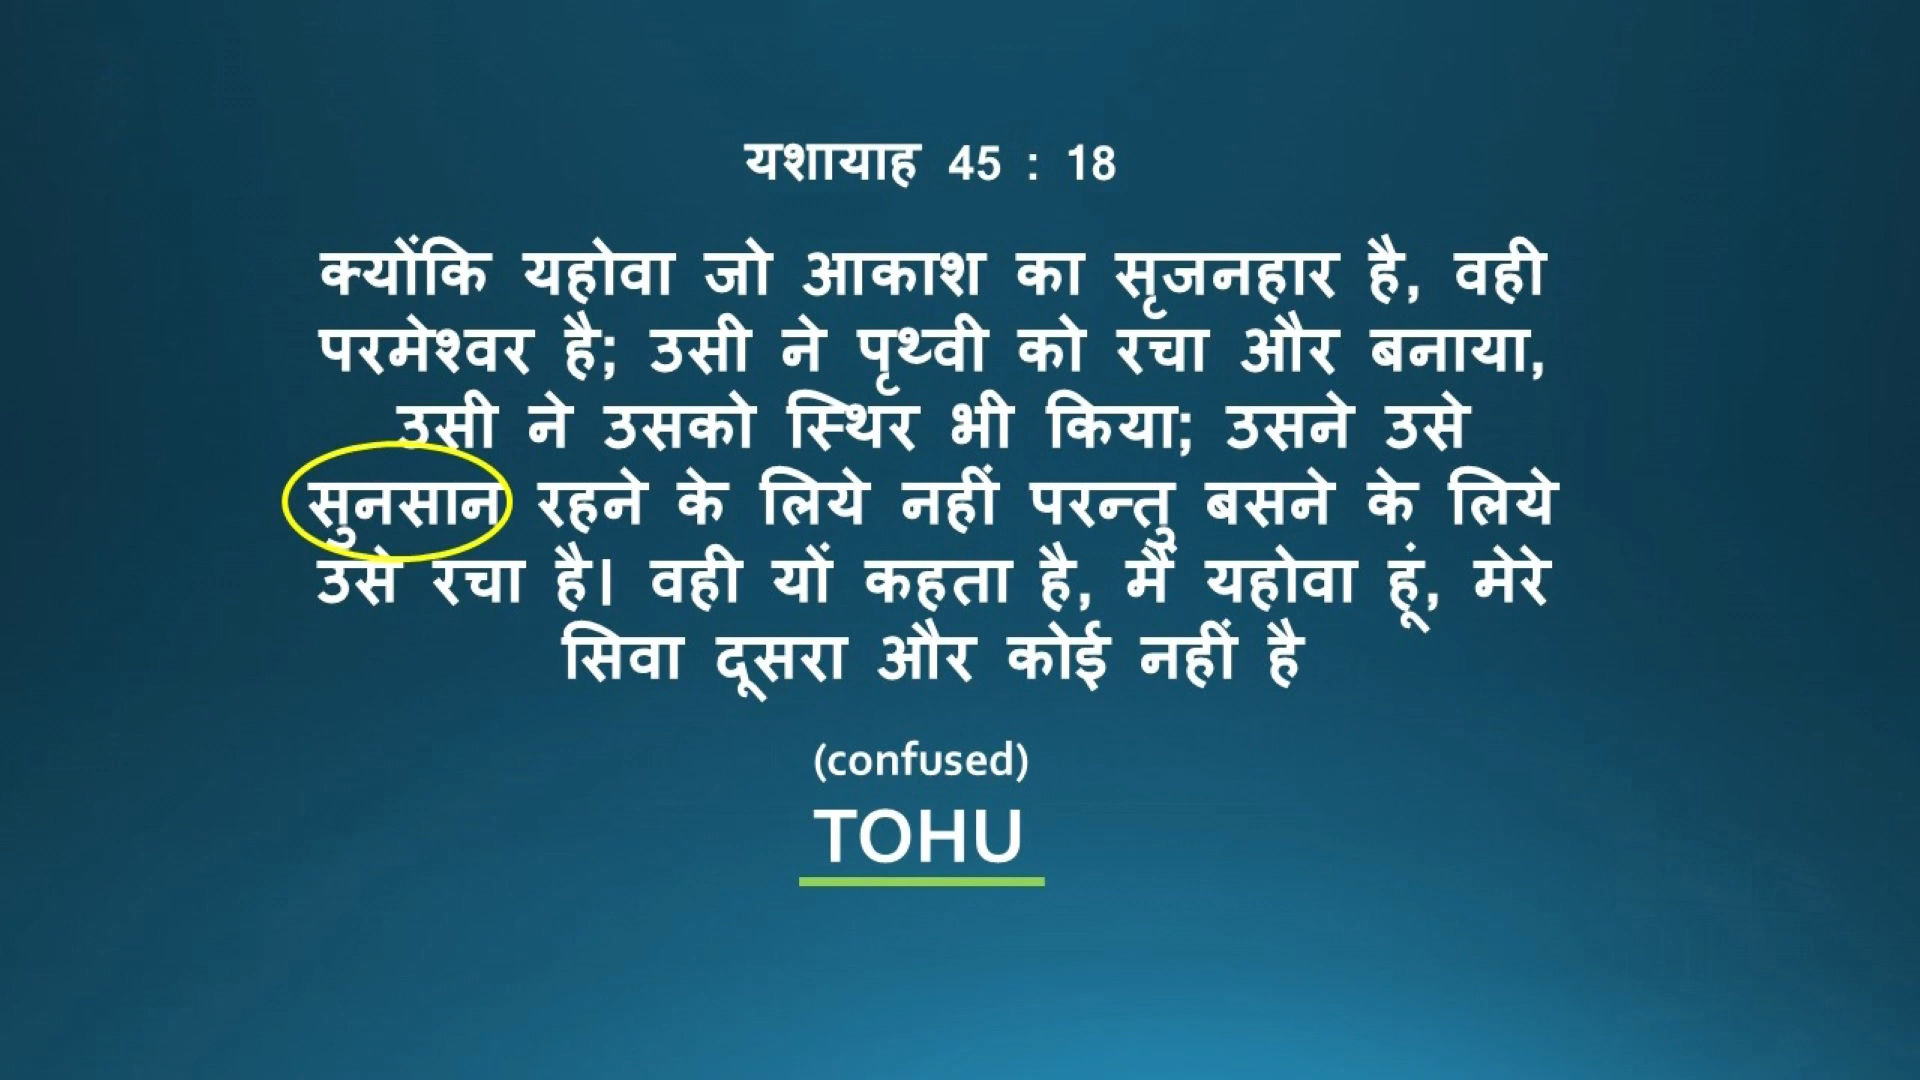 यशायाह 45 : 18
क्योंकि यहोवा जो आकाश का सृजनहार है, वही
परमेश्वर है; उसी ने पृथ्वी को रचा और बनाया,
उसी ने उसको स्थिर भी किया; उसने उसे
सुनसान रहने के लिये नहीं परन्तु बसने के लिये
उसे रचा है। वही यों कहता है, मैं यहोवा हूं, मेरे
सिवा दूसरा और कोई नहीं है
(confused)
TOHU